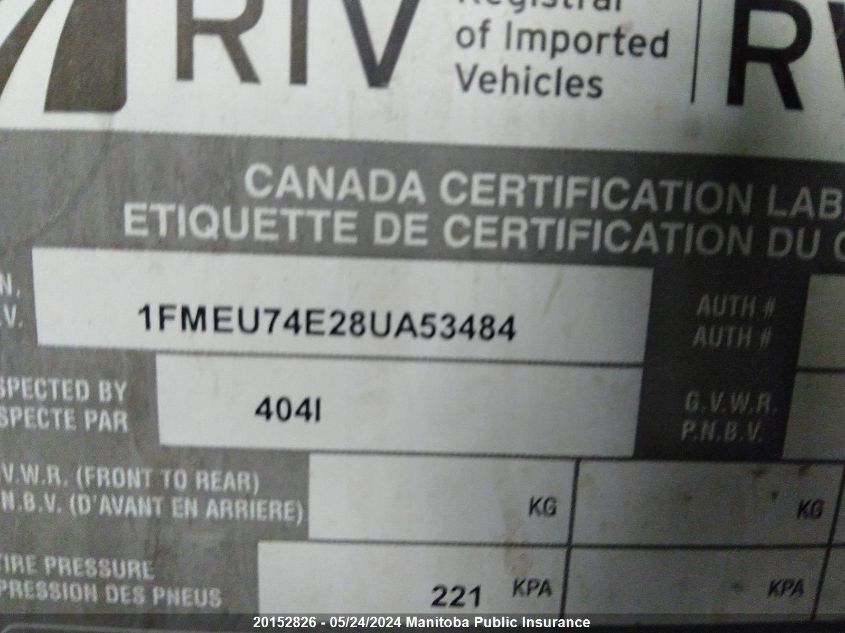 RIV
of Imported
Vehicles
CANADA CERTIFICATION LAB
ETIQUETTE DE CERTIFICATION DU C
N.
V.
1FMEU74E28UA53484
AUTH #
AUTH #
SPECTED BY
SPECTE PAR
404I
G.V.W.R.
P.N.B.V.
.V.W.R. (FRONT TO REAR)
.N.B.V. (D'AVANT EN ARRIERE)
KG
KG
TIRE PRESSURE
PRESSION DES PNEUS
221 KPA
KPA
20152826 - 05/24/2024 Manitoba Public Insurance